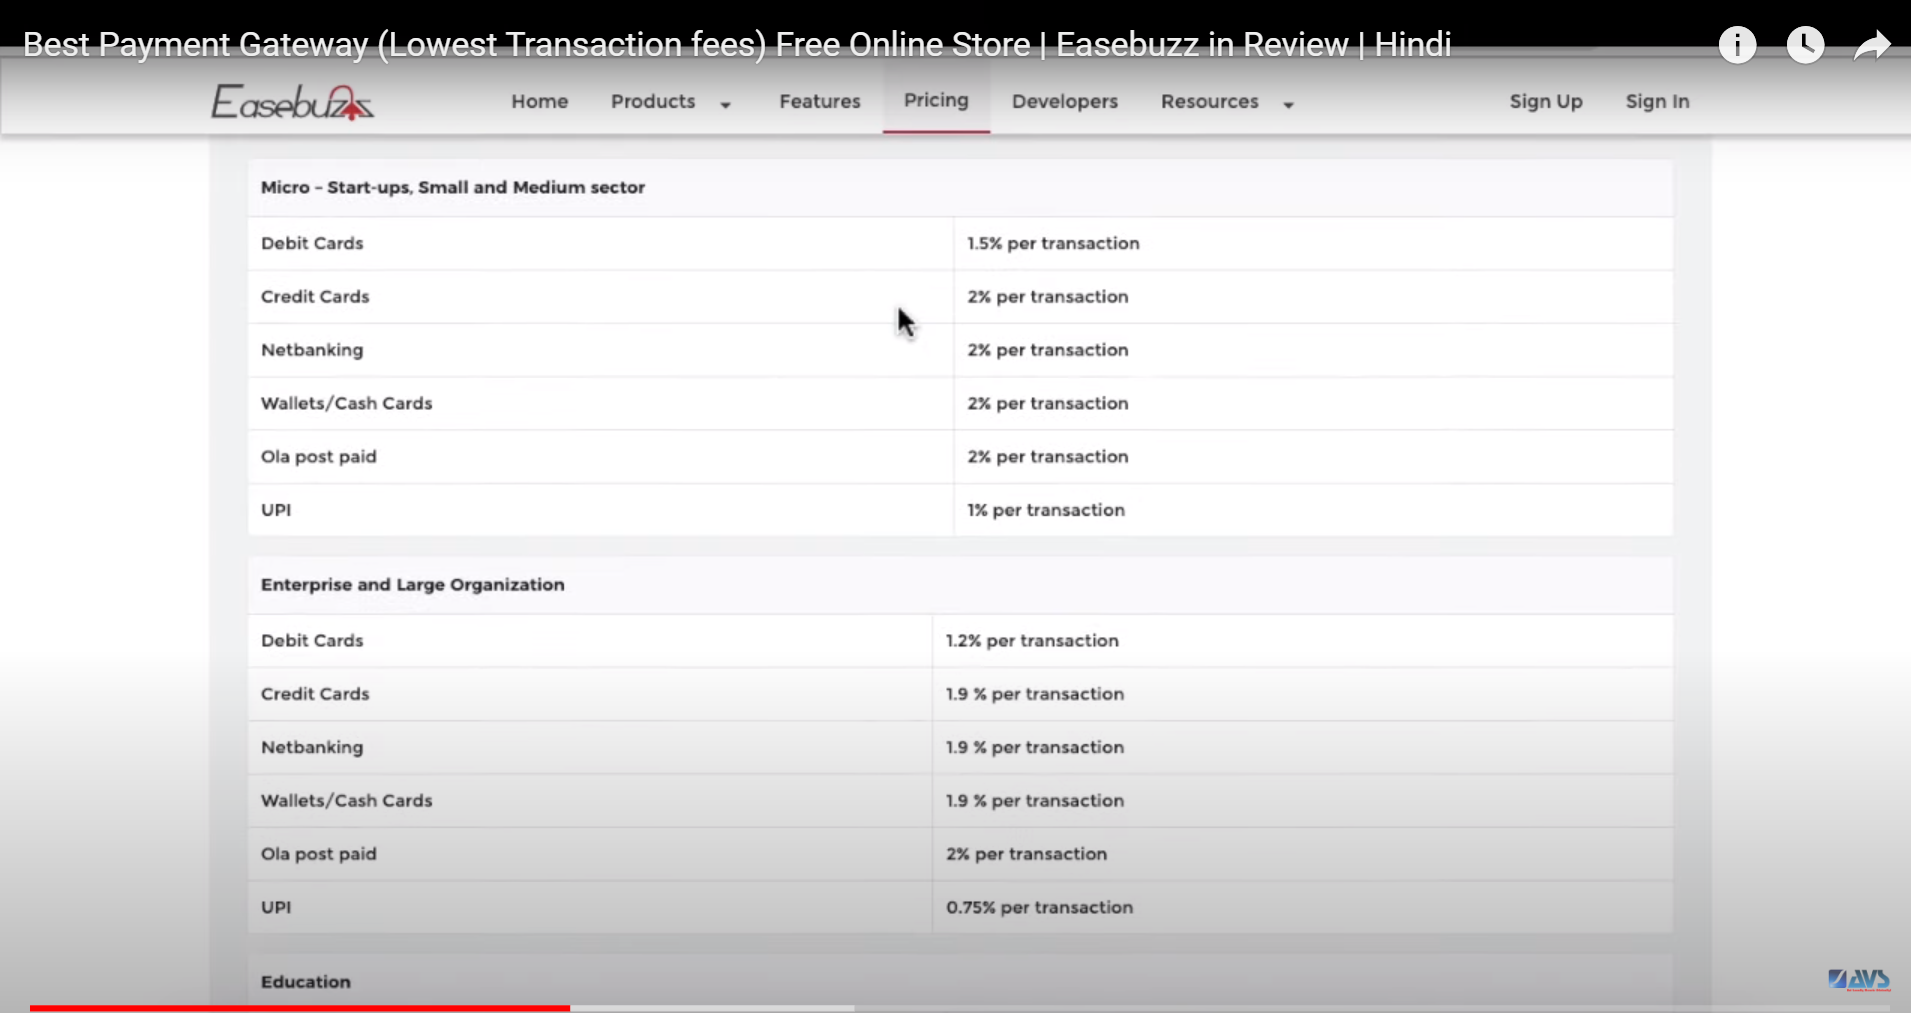 Best Payment Gateway (Lowest Transaction fees) Free Online Store | Easebuzz in Review | Hindi
Easebuzz Home Products Features Pricing Developers Resources Sign Up Sign In
Micro - Start-ups, Small and Medium sector
Debit Cards 1.5% per transaction
Credit Cards 2% per transaction
Netbanking 2% per transaction
Wallets/Cash Cards 2% per transaction
Ola post paid 2% per transaction
UPI 1% per transaction
Enterprise and Large Organization
Debit Cards 1.2% per transaction
Credit Cards 1.9 % per transaction
Netbanking 1.9 % per transaction
Wallets/Cash Cards 1.9 % per transaction
Ola post paid 2% per transaction
UPI 0.75% per transaction
Education
AVS